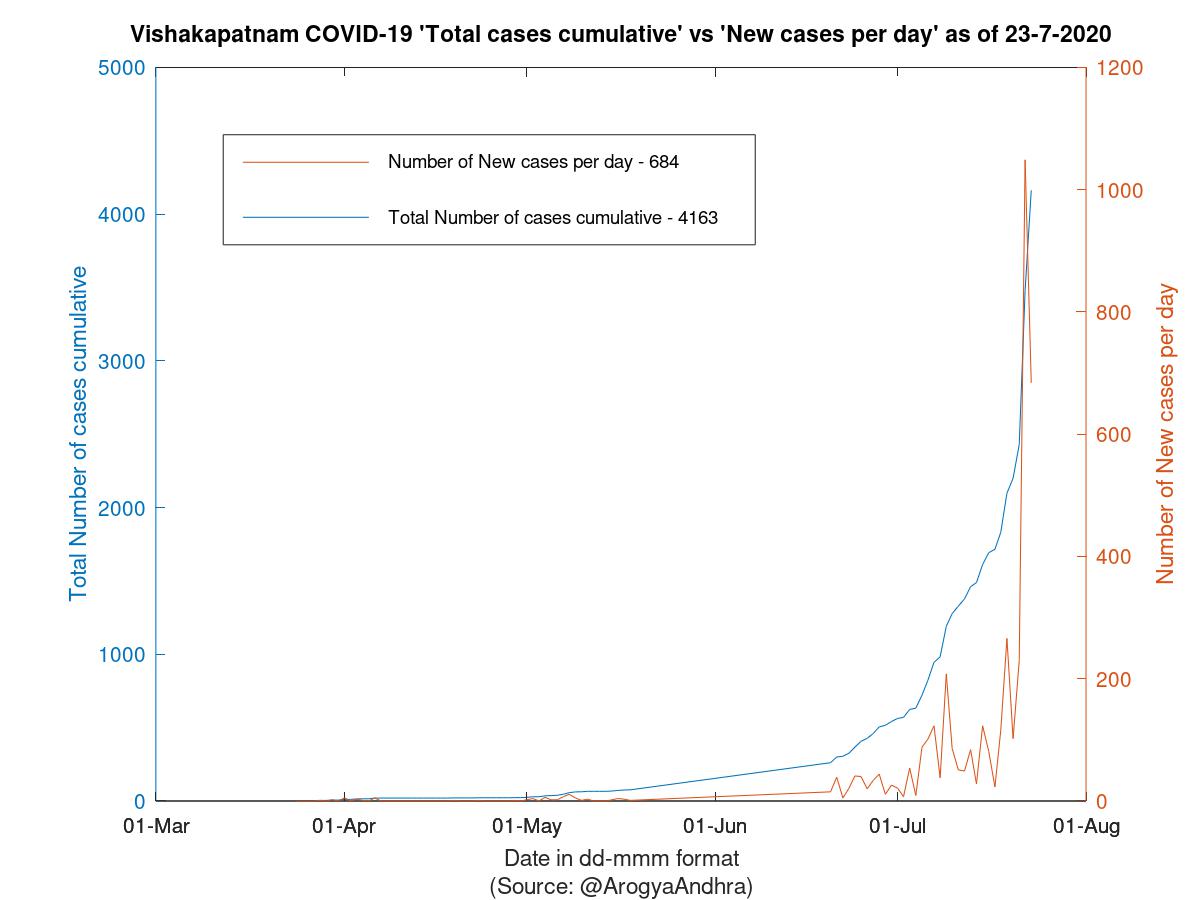 Vishakapatnam COVID-19 'Total cases cumulative' vs 'New cases per day' as of 23-7-2020
5000
4000
3000
2000
1000
0
Total Number of cases cumulative
Number of New cases per day - 684
Total Number of cases cumulative - 4163
1200
1000
800
600
400
200
0
Number of New cases per day
01-Mar 01-Apr 01-May 01-Jun 01-Jul 01-Aug
Date in dd-mmm format
(Source: @ArogyaAndhra)